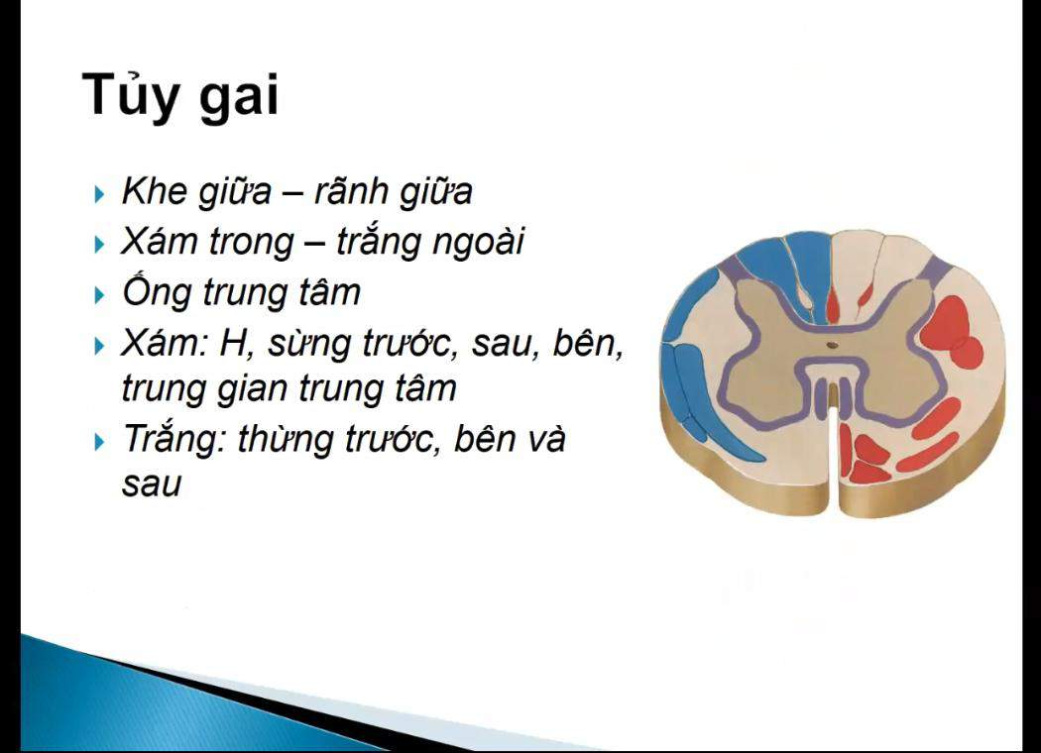 Tủy gai
Khe giữa – rãnh giữa
Xám trong – trắng ngoài
Ống trung tâm
Xám: H, sừng trước, sau, bên,
trung gian trung tâm
Trắng: thừng trước, bên và
sau